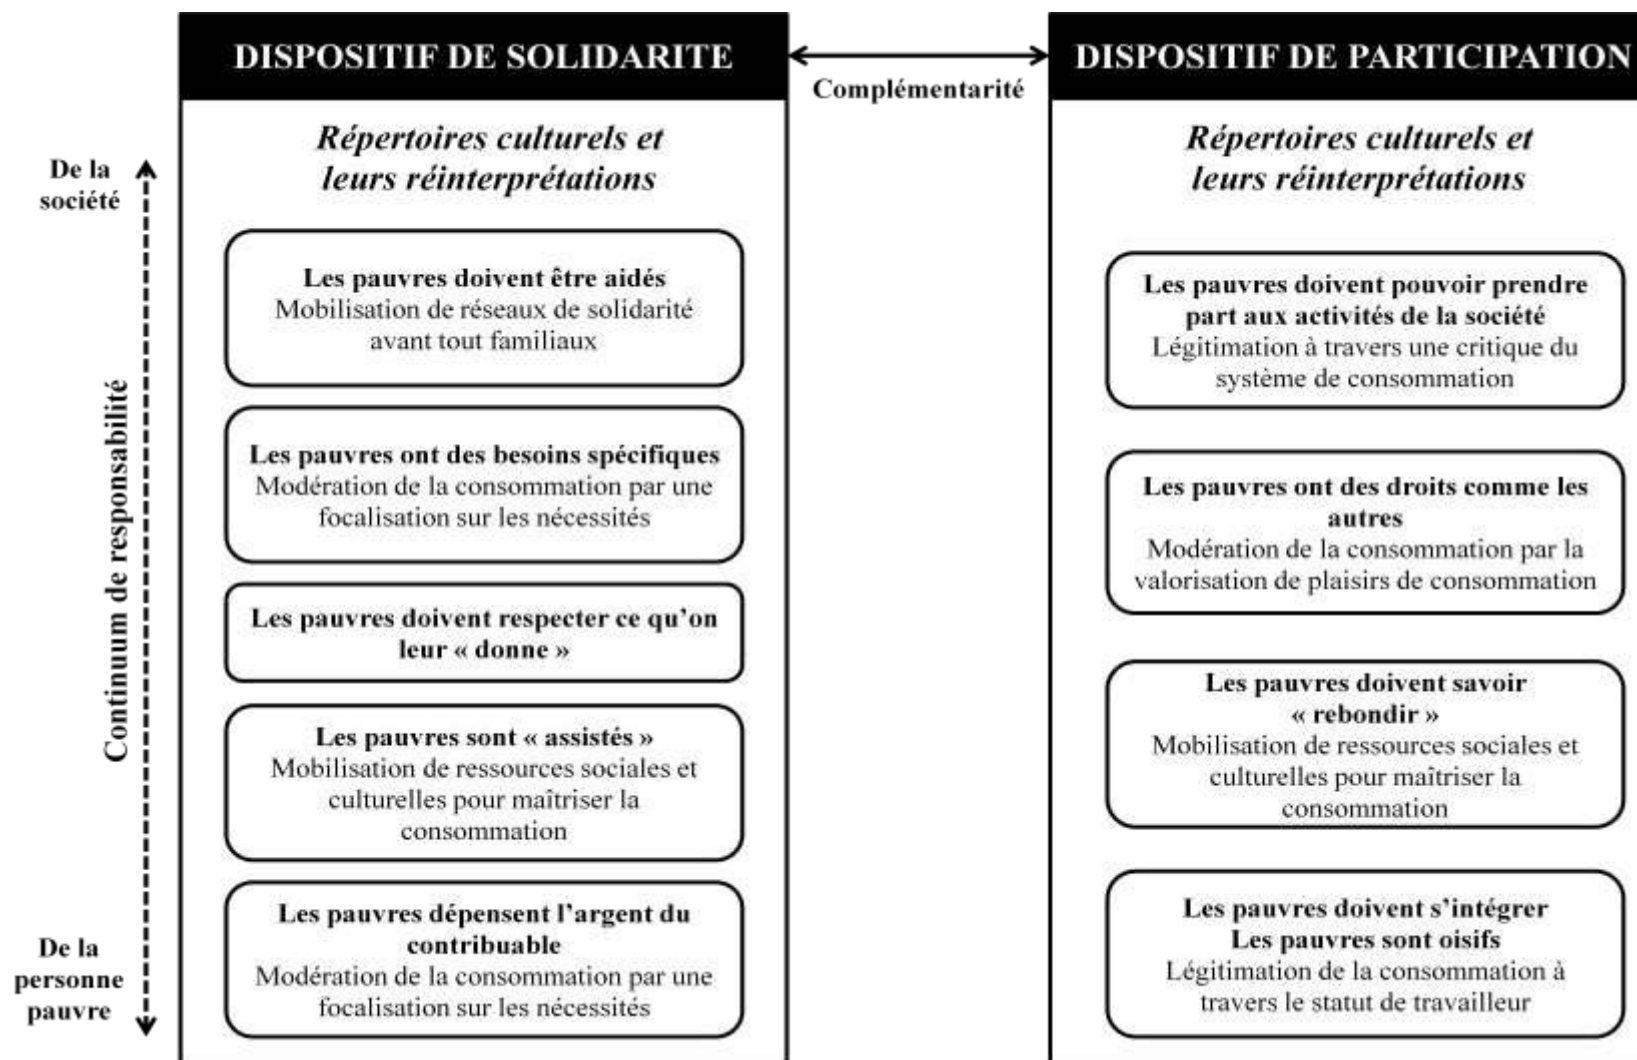 DISPOSITIF DE SOLIDARITE
Complémentarité
DISPOSITIF DE PARTICIPATION
De la
société
Continuum de responsabilité
De la
personne
pauvre
Répertoires culturels et
leurs réinterprétations
Les pauvres doivent être aidés
Mobilisation de réseaux de solidarité
avant tout familiaux
Les pauvres ont des besoins spécifiques
Modération de la consommation par une
focalisation sur les nécessités
Les pauvres doivent respecter ce qu’on
leur « donne »
Les pauvres sont « assistés »
Mobilisation de ressources sociales et
culturelles pour maîtriser la
consommation
Les pauvres dépensent l’argent du
contribuable
Modération de la consommation par une
focalisation sur les nécessités
Répertoires culturels et
leurs réinterprétations
Les pauvres doivent pouvoir prendre
part aux activités de la société
Légitimation à travers une critique du
système de consommation
Les pauvres ont des droits comme les
autres
Modération de la consommation par la
valorisation de plaisirs de consommation
Les pauvres doivent savoir
« rebondir »
Mobilisation de ressources sociales et
culturelles pour maîtriser la
consommation
Les pauvres doivent s’intégrer
Les pauvres sont oisifs
Légitimation de la consommation à
travers le statut de travailleur